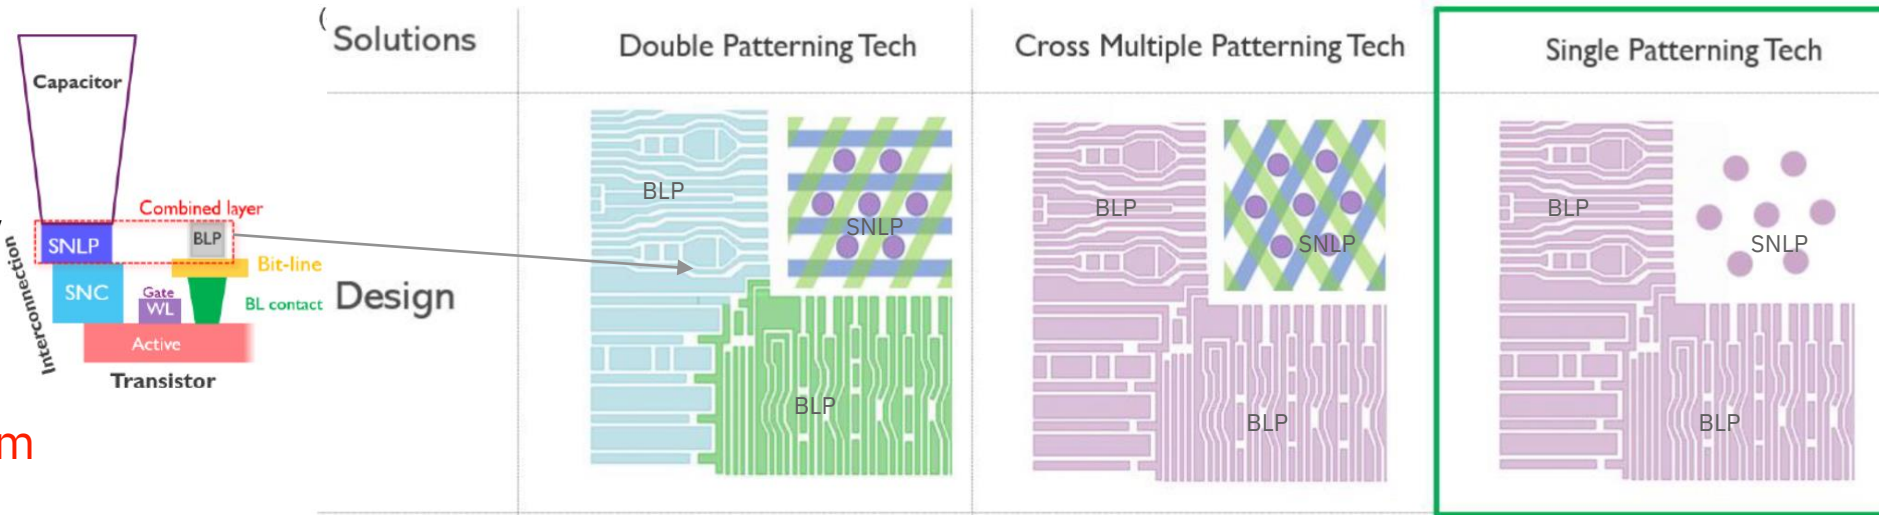 Capacitor
Combined layer
SNLP
BLP
Interconnection
SNC
Gate
WL
Bit-line
BL contact
Active
Transistor
m
(
Solutions
Double Patterning Tech
Cross Multiple Patterning Tech
Single Patterning Tech
Design
BLP
SNLP
BLP
BLP
SNLP
BLP
BLP
SNLP
BLP